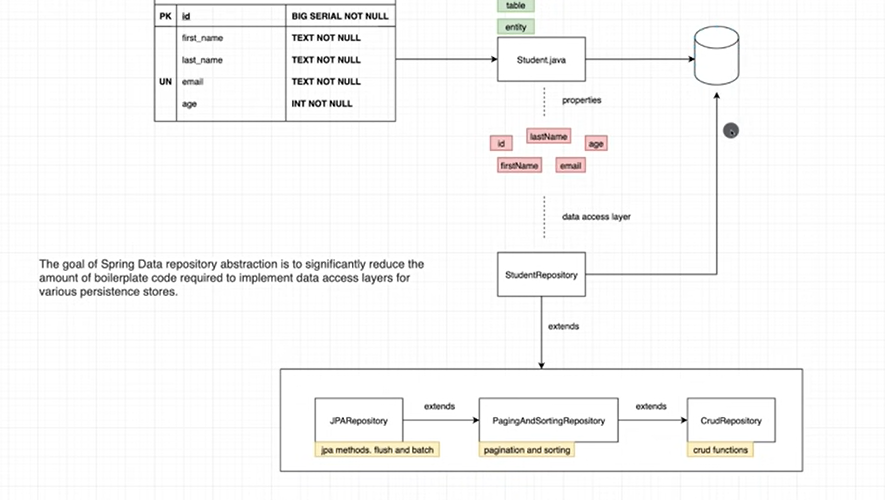 table
entity
PK id BIG SERIAL NOT NULL
first_name TEXT NOT NULL
last_name TEXT NOT NULL
UN email TEXT NOT NULL
age INT NOT NULL
Student.java
properties
id
lastName
age
firstName
email
data access layer
The goal of Spring Data repository abstraction is to significantly reduce the
amount of boilerplate code required to implement data access layers for
various persistence stores.
StudentRepository
extends
JPARepository
extends
PagingAndSortingRepository
extends
CrudRepository
jpa methods. flush and batch
pagination and sorting
crud functions